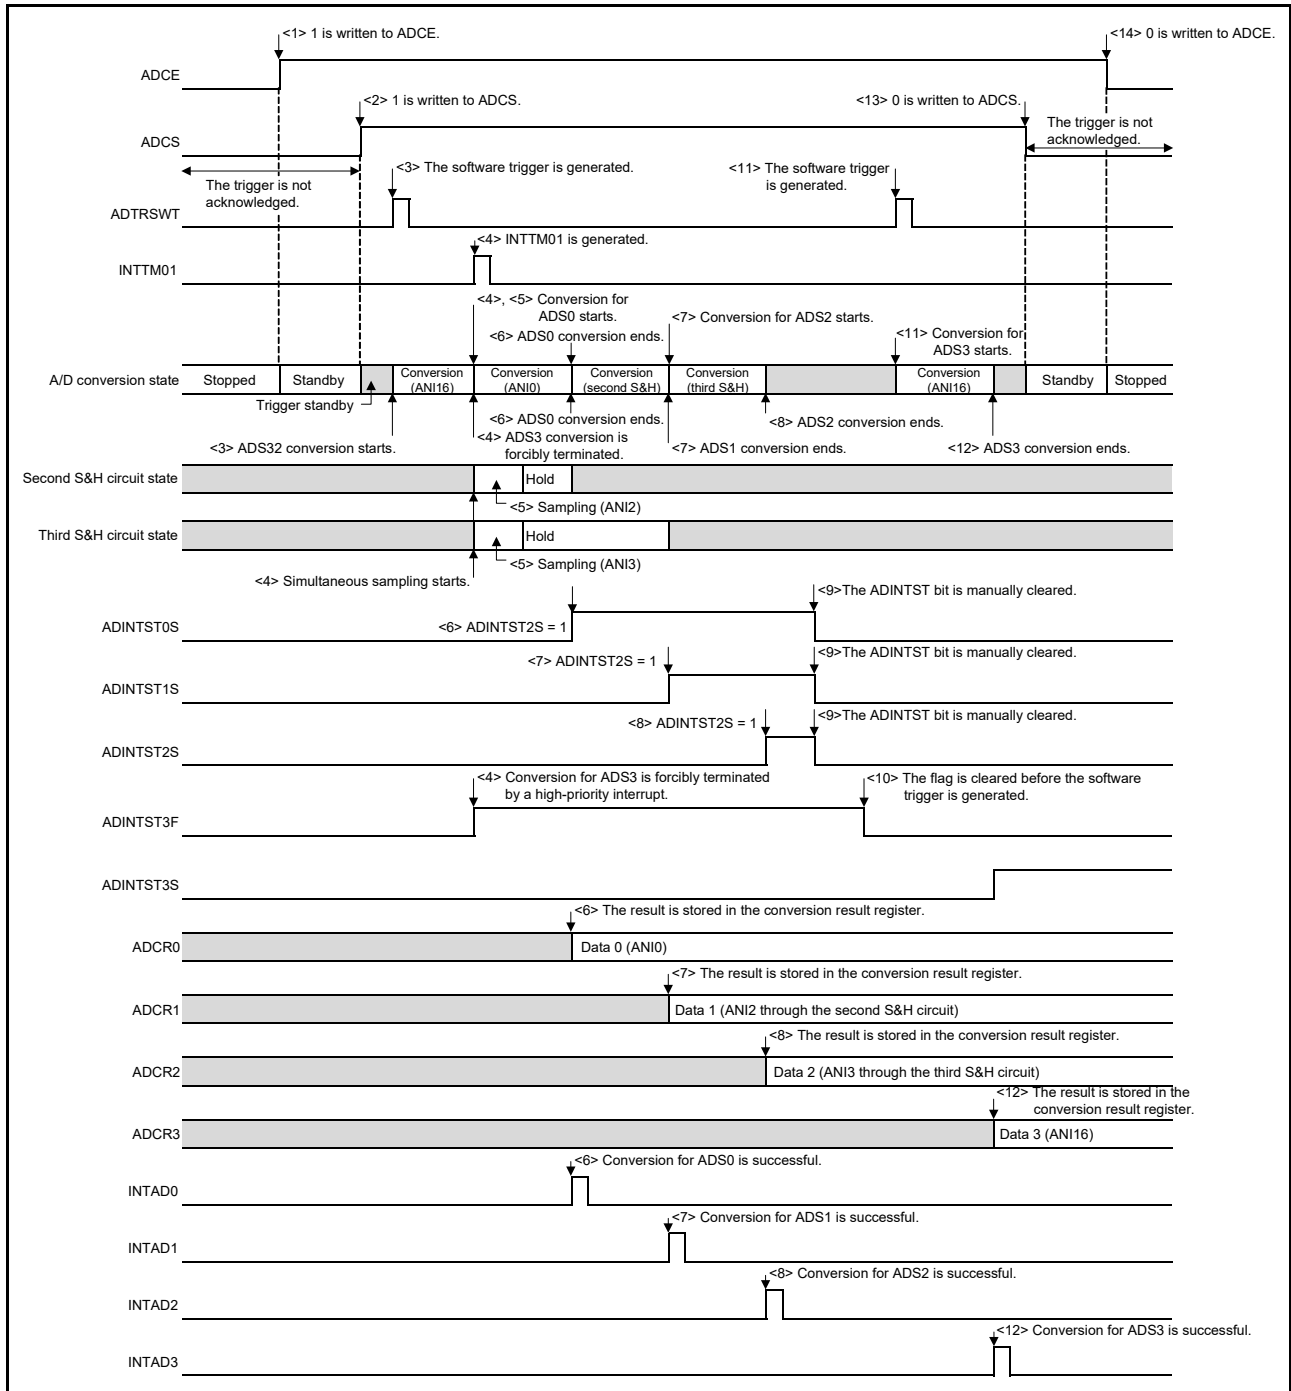 <1> 1 is written to ADCE.
<14> 0 is written to ADCE.
ADCE
<2> 1 is written to ADCS.
<13> 0 is written to ADCS.
The trigger is not
acknowledged.
ADCS
<3> The software trigger is generated.
<11> The software trigger
is generated.
The trigger is not
acknowledged.
ADTRSWT
<4> INTTM01 is generated.
INTTM01
<4>, <5> Conversion for
ADS0 starts.
<7> Conversion for ADS2 starts.
<6> ADS0 conversion ends.
<11> Conversion for
ADS3 starts.
A/D conversion state
Stopped
Standby
Conversion
(ANI16)
Conversion
(ANI0)
Conversion
(second S&H)
Conversion
(third S&H)
Conversion
(ANI16)
Standby
Stopped
Trigger standby
<6> ADS0 conversion ends.
<8> ADS2 conversion ends.
<3> ADS32 conversion starts.
<4> ADS3 conversion is
forcibly terminated.
<7> ADS1 conversion ends.
<12> ADS3 conversion ends.
Second S&H circuit state
Hold
<5> Sampling (ANI2)
Third S&H circuit state
Hold
<5> Sampling (ANI3)
<4> Simultaneous sampling starts.
<9>The ADINTST bit is manually cleared.
ADINTST0S
<6> ADINTST2S = 1
<9>The ADINTST bit is manually cleared.
<7> ADINTST2S = 1
ADINTST1S
<9>The ADINTST bit is manually cleared.
<8> ADINTST2S = 1
ADINTST2S
<4> Conversion for ADS3 is forcibly terminated
by a high-priority interrupt.
<10> The flag is cleared before the software
trigger is generated.
ADINTST3F
ADINTST3S
<6> The result is stored in the conversion result register.
ADCR0
Data 0 (ANI0)
<7> The result is stored in the conversion result register.
ADCR1
Data 1 (ANI2 through the second S&H circuit)
<8> The result is stored in the conversion result register.
ADCR2
Data 2 (ANI3 through the third S&H circuit)
<12> The result is stored in the
conversion result register.
ADCR3
Data 3 (ANI16)
<6> Conversion for ADS0 is successful.
INTAD0
<7> Conversion for ADS1 is successful.
INTAD1
<8> Conversion for ADS2 is successful.
INTAD2
<12> Conversion for ADS3 is successful.
INTAD3